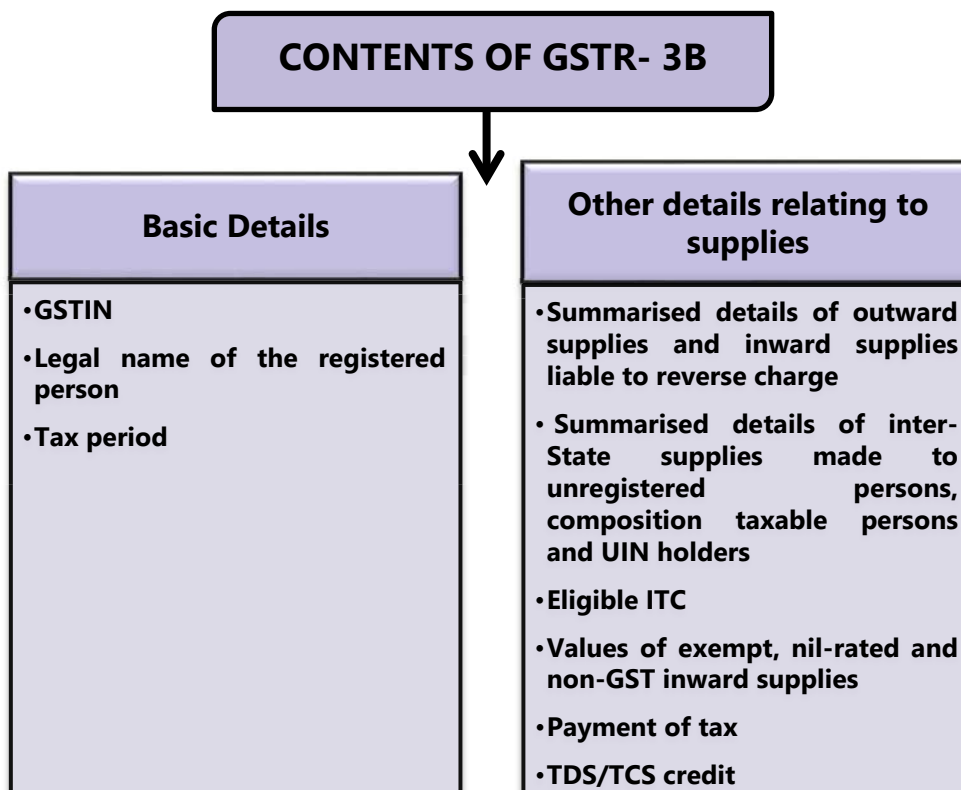 CONTENTS OF GSTR- 3B
Basic Details
•GSTIN
•Legal name of the registered
person
•Tax period
Other details relating to
supplies
•Summarised details of outward
supplies and inward supplies
liable to reverse charge
• Summarised details of inter-
State supplies made to
unregistered persons,
composition taxable persons
and UIN holders
•Eligible ITC
•Values of exempt, nil-rated and
non-GST inward supplies
•Payment of tax
•TDS/TCS credit